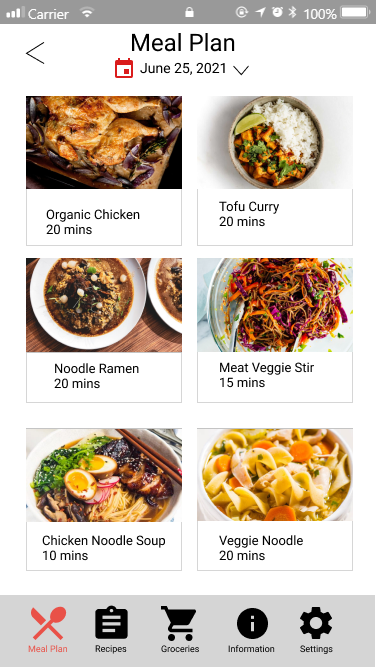 Carrier 100%
Meal Plan
June 25, 2021
Organic Chicken
20 mins
Tofu Curry
20 mins
Noodle Ramen
20 mins
Meat Veggie Stir
15 mins
Chicken Noodle Soup
10 mins
Veggie Noodle
20 mins
Meal Plan Recipes Groceries Information Settings